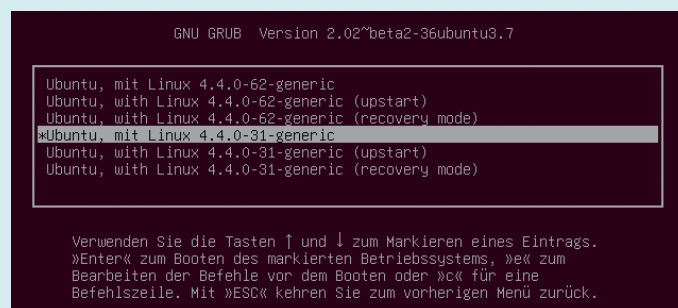 GNU GRUB  Version 2.02~beta2-36ubuntu3.7
Ubuntu, mit Linux 4.4.0-62-generic
Ubuntu, with Linux 4.4.0-62-generic (upstart)
Ubuntu, with Linux 4.4.0-62-generic (recovery mode)
*Ubuntu, mit Linux 4.4.0-31-generic
Ubuntu, with Linux 4.4.0-31-generic (upstart)
Ubuntu, with Linux 4.4.0-31-generic (recovery mode)
Verwenden Sie die Tasten ↑ und ↓ zum Markieren eines Eintrags.
»Enter« zum Booten des markierten Betriebssystems, »e« zum
Bearbeiten der Befehle vor dem Booten oder »c« für eine
Befehlszeile. Mit »ESC« kehren Sie zum vorherigen Menü zurück.